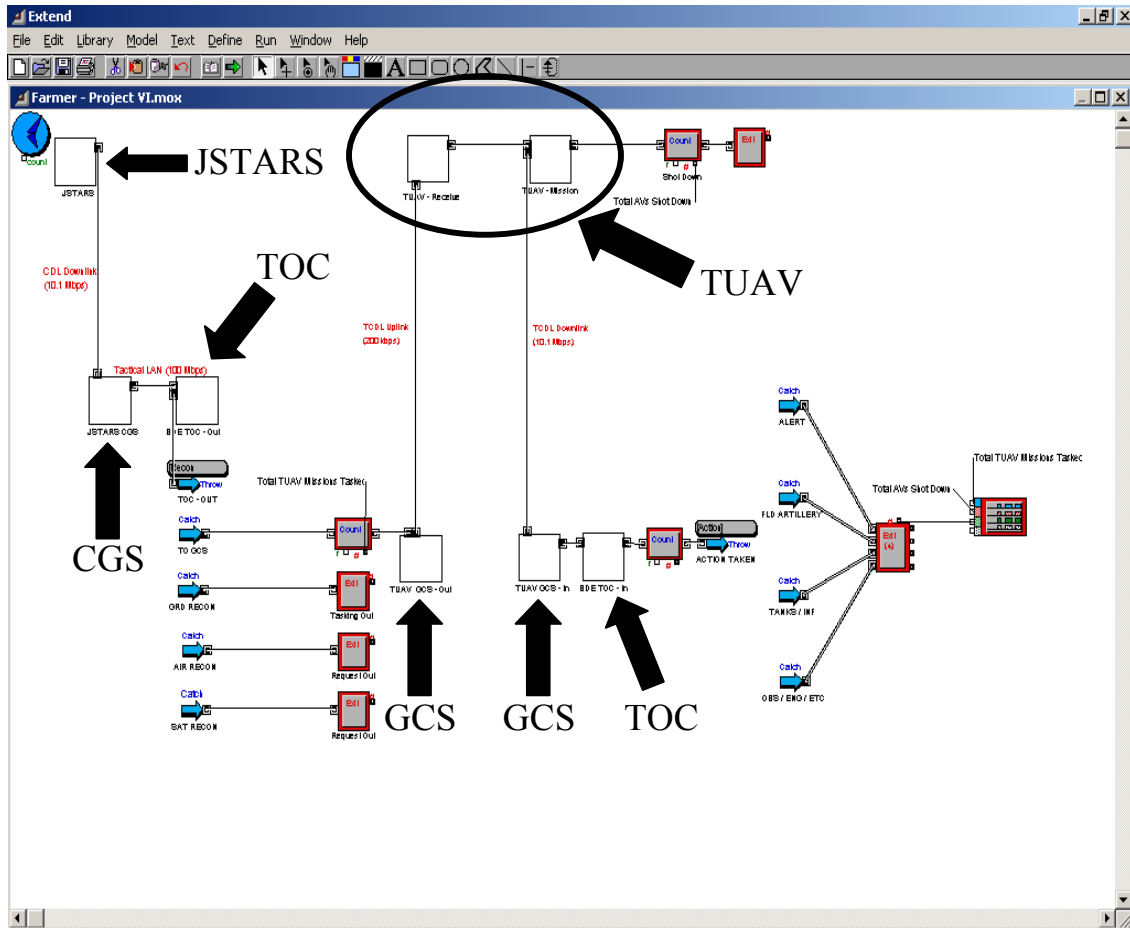 Extend
File Edit Library Model Text Define Run Window Help
A
Farmer - Project VI.mox
Count
JSTARS
JSTARS
TUAV - Receive
TUAV - Mission
Count
Shot Down
Exit
#
r # 
Total AVs Shot Down
TUAV
CDL Downlink
(10.1 Mbps)
TOC
TCDL Uplink
(200 kbps)
TCDL Downlink
(10.1 Mbps)
Tactical LAN (100 Mbps)
JSTARS CGS
BDE TOC - Out
CGS
Throw
TOC - OUT
Total TUAV Missions Tasked
Catch
TO GCS
Count
r #
TUAV GCS - Out
Catch
GRD RECON
Exit
#
Tasking Out
Catch
AIR RECON
Exit
#
Request Out
Catch
SAT RECON
Exit
#
Request Out
GCS
TUAV GCS - In
GCS
BDE TOC - In
TOC
Count
r #
[Action]
Throw
ACTION TAKEN
Catch
ALERT
Catch
FLD ARTILLERY
Catch
TANKS / INF
Catch
OBS / ENG / ETC
#
Exit
(4)
Total AVs Shot Down
Total TUAV Missions Tasked